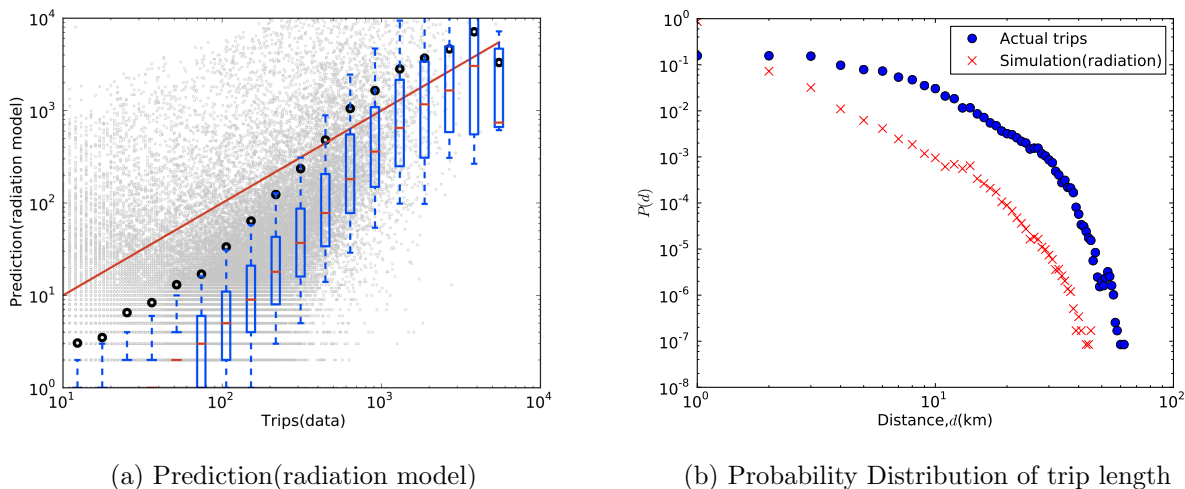 10^4
10^3
10^2
10^1
10^0
Prediction(radiation model)
10^1
10^2
10^3
10^4
Trips(data)
(a) Prediction(radiation model)
10^0
10^-1
10^-2
10^-3
10^-4
10^-5
10^-6
10^-7
10^-8
P(d)
Actual trips
Simulation(radiation)
10^0
10^1
10^2
Distance,d(km)
(b) Probability Distribution of trip length